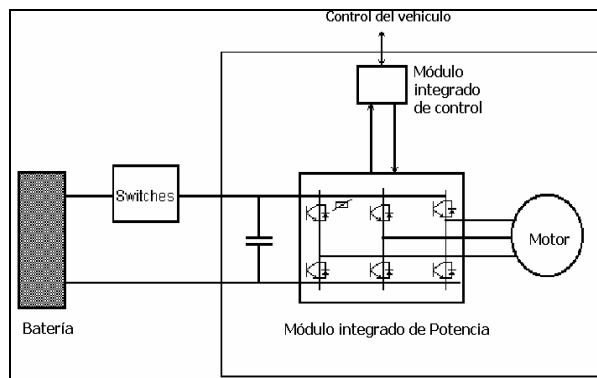 Control del vehiculo
Módulo
integrado
de control
Switches
Motor
Batería
Módulo integrado de Potencia